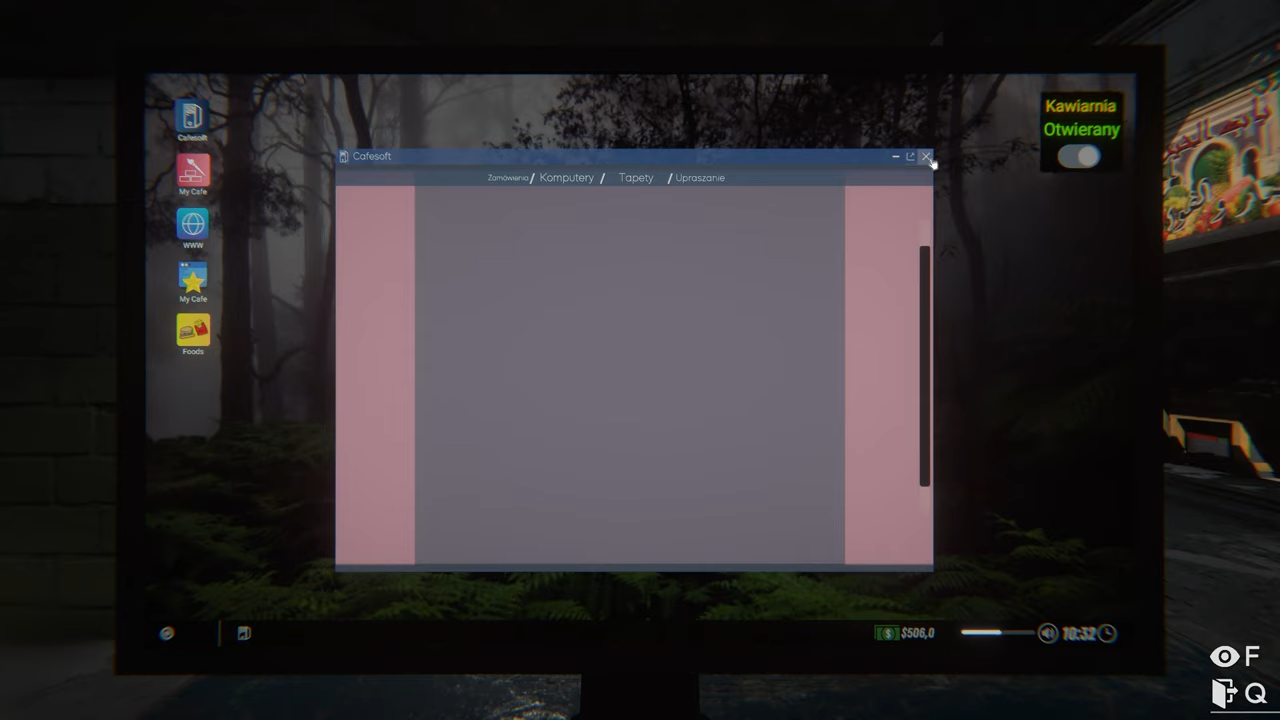 Kawiarnia
Otwierany
Cafesoft
Cafesoft
Zamówienia / Komputery / Tapety / Upraszanie
My Cafe
WWW
My Cafe
Foods
$506,0
10:32
F
Q